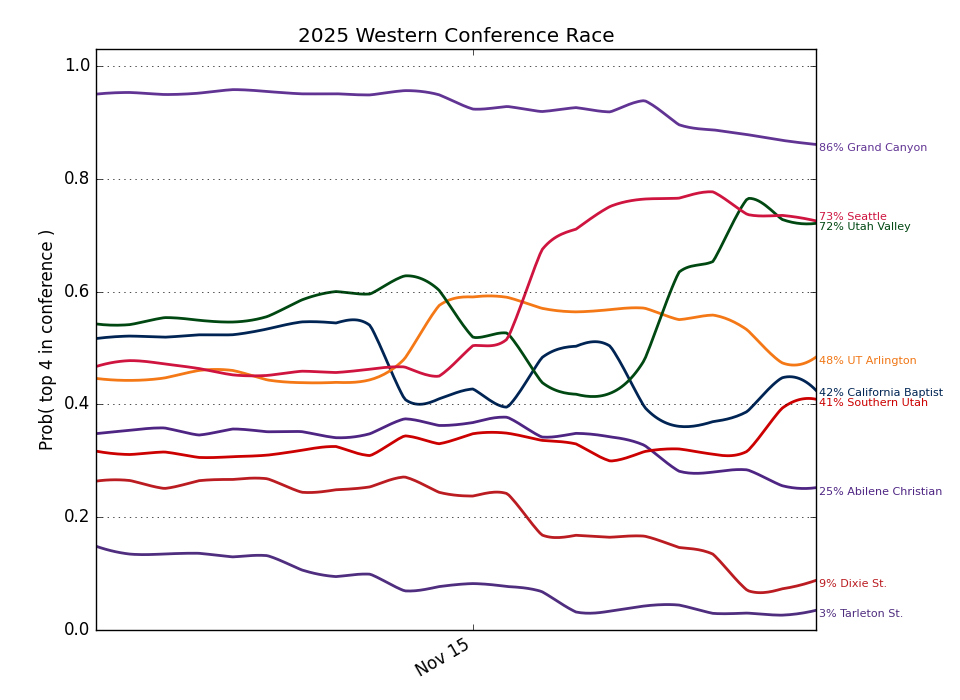 2025 Western Conference Race
Prob( top 4 in conference )
1.0
0.8
0.6
0.4
0.2
0.0
Nov 15
86% Grand Canyon
73% Seattle
72% Utah Valley
48% UT Arlington
42% California Baptist
41% Southern Utah
25% Abilene Christian
9% Dixie St.
3% Tarleton St.